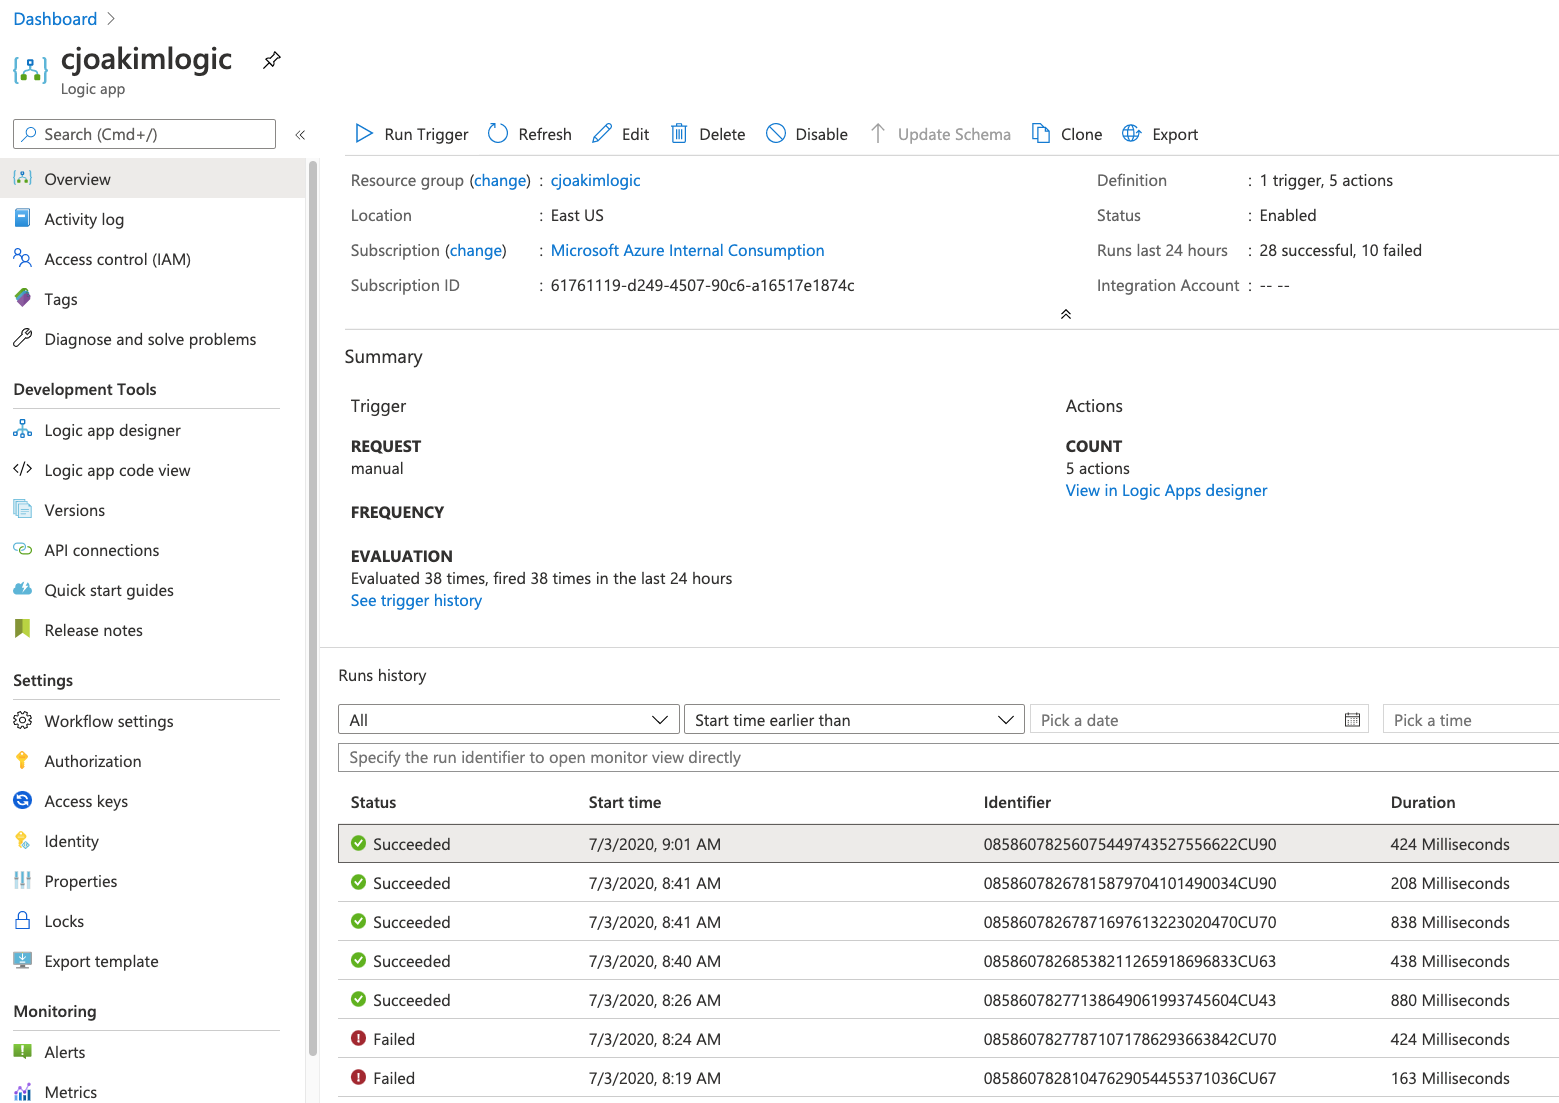 Dashboard
cjoakimlogic
Logic app
Search (Cmd+/)
Overview
Activity log
Access control (IAM)
Tags
Diagnose and solve problems
Development Tools
Logic app designer
Logic app code view
Versions
API connections
Quick start guides
Release notes
Settings
Workflow settings
Authorization
Access keys
Identity
Properties
Locks
Export template
Monitoring
Alerts
Metrics
Run Trigger Refresh Edit Delete Disable Update Schema Clone Export
Resource group (change) : cjoakimlogic
Location : East US
Subscription (change) : Microsoft Azure Internal Consumption
Subscription ID : 61761119-d249-4507-90c6-a16517e1874c
Definition : 1 trigger, 5 actions
Status : Enabled
Runs last 24 hours : 28 successful, 10 failed
Integration Account : -- --
Summary
Trigger
REQUEST
manual
FREQUENCY
EVALUATION
Evaluated 38 times, fired 38 times in the last 24 hours
See trigger history
Actions
COUNT
5 actions
View in Logic Apps designer
Runs history
All Start time earlier than Pick a date Pick a time
Specify the run identifier to open monitor view directly
Status Start time Identifier Duration
Succeeded 7/3/2020, 9:01 AM 08586078256075449743527556622CU90 424 Milliseconds
Succeeded 7/3/2020, 8:41 AM 08586078267815879704101490034CU90 208 Milliseconds
Succeeded 7/3/2020, 8:41 AM 08586078267871697613223020470CU70 838 Milliseconds
Succeeded 7/3/2020, 8:40 AM 08586078268538211265918696833CU63 438 Milliseconds
Succeeded 7/3/2020, 8:26 AM 08586078277138649061993745604CU43 880 Milliseconds
Failed 7/3/2020, 8:24 AM 08586078277871071786293663842CU70 424 Milliseconds
Failed 7/3/2020, 8:19 AM 08586078281047629054455371036CU67 163 Milliseconds